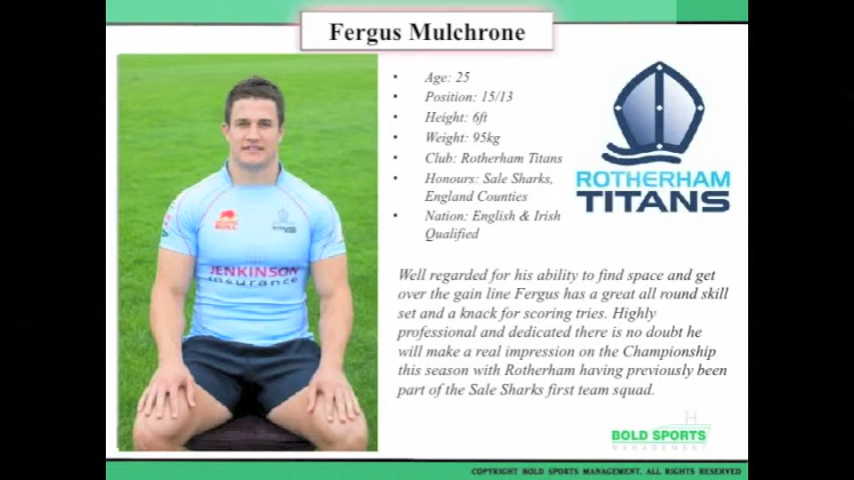 Fergus Mulchrone
• Age: 25
• Position: 15/13
• Height: 6ft
• Weight: 95kg
• Club: Rotherham Titans
• Honours: Sale Sharks,
England Counties
• Nation: English & Irish
Qualified
ROTHERHAM
TITANS
JENKINSON
insurance
Well regarded for his ability to find space and get
over the gain line Fergus has a great all round skill
set and a knack for scoring tries. Highly
professional and dedicated there is no doubt he
will make a real impression on the Championship
this season with Rotherham having previously been
part of the Sale Sharks first team squad.
BOLD SPORTS
MANAGEMENT
COPYRIGHT BOLD SPORTS MANAGEMENT. ALL RIGHTS RESERVED